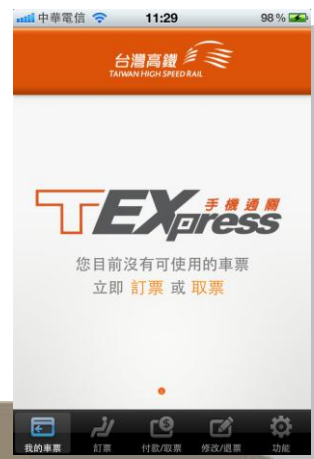 中華電信 11:29 98%
台灣高鐵
TAIWAN HIGH SPEED RAIL
手機通關
TEXpress
您目前沒有可使用的車票
立即 訂票 或 取票
我的車票 訂票 付款/取票 修改/退票 功能